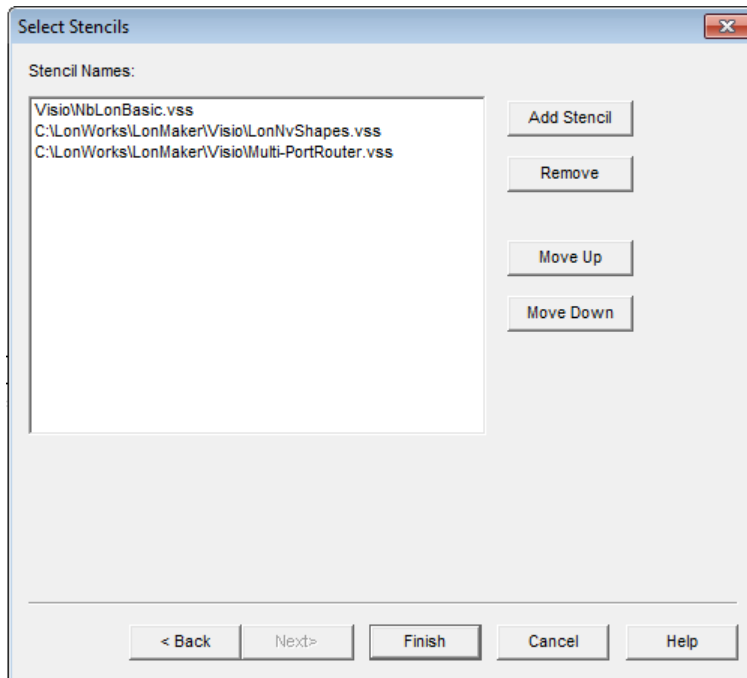 Select Stencils
Stencil Names:
Visio\NbLonBasic.vss
C:\LonWorks\LonMaker\Visio\LonNvShapes.vss
C:\LonWorks\LonMaker\Visio\Multi-PortRouter.vss
Add Stencil
Remove
Move Up
Move Down
< Back
Next>
Finish
Cancel
Help